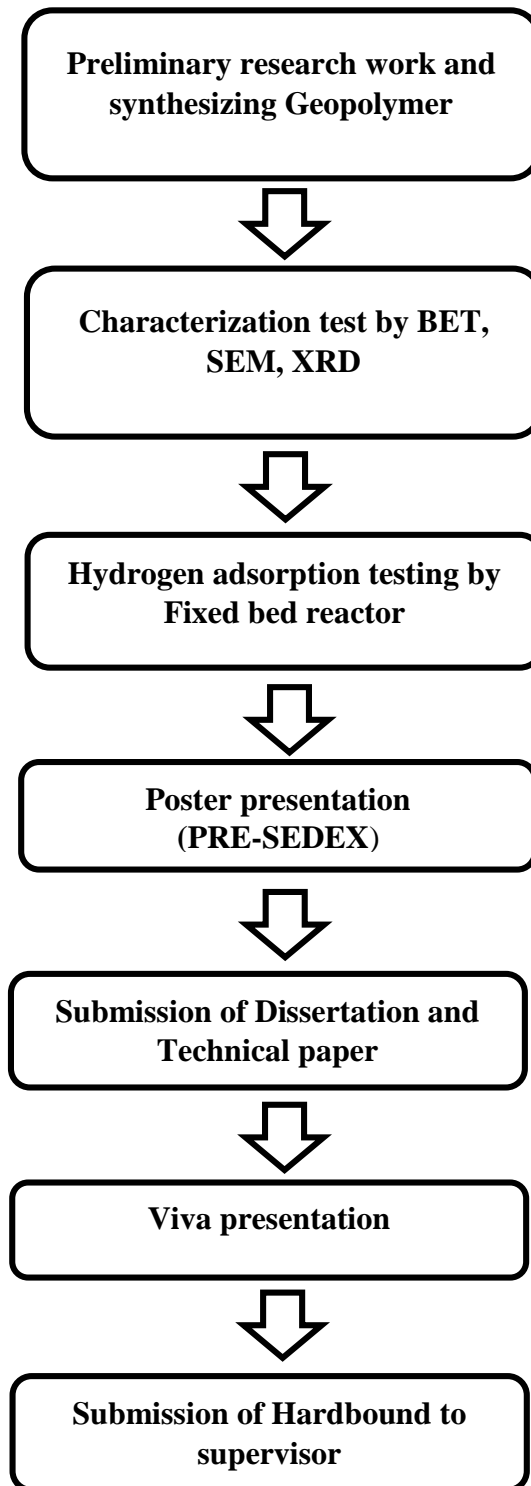 Preliminary research work and
synthesizing Geopolymer
Characterization test by BET,
SEM, XRD
Hydrogen adsorption testing by
Fixed bed reactor
Poster presentation
(PRE-SEDEX)
Submission of Dissertation and
Technical paper
Viva presentation
Submission of Hardbound to
supervisor